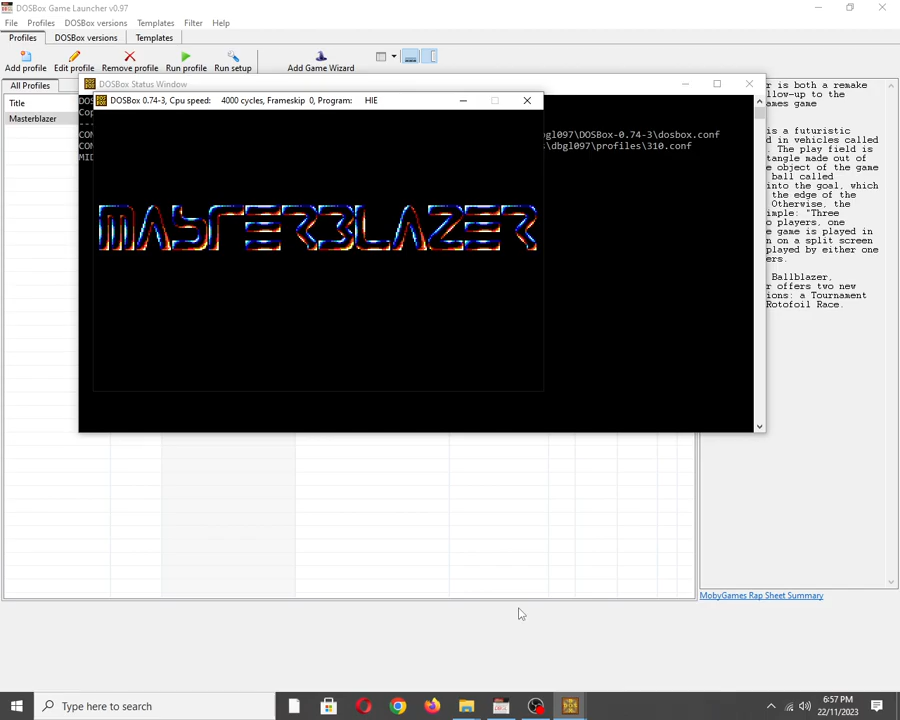 DOSBox Game Launcher v0.97
File Profiles DOSBox versions Templates Filter Help
Profiles DOSBox versions Templates
Add profile Edit profile Remove profile Run profile Run setup Add Game Wizard
All Profiles
Title
Masterblazer
DOSBox Status Window
DOSBox 0.74-3, Cpu speed: 4000 cycles, Frameskip 0, Program: HIE
DOS
Cop
---
CON
bgl097\DOSBox-0.74-3\dosbox.conf
CON
s\dbgl097\profiles\310.conf
MID
MASTERBLAZER
r is both a remake
llow-up to the
ames game
is a futuristic
d in vehicles called
. The play field is
tangle made out of
e object of the game
ball called
into the goal, which
the edge of the
Otherwise, the
imple: "Three
o players, one
e game is played in
n on a split screen
played by either one
ers.
Ballblazer,
r offers two new
ions: a Tournament
Rotofoil Race.
MobyGames Rap Sheet Summary
Type here to search
6:57 PM
22/11/2023